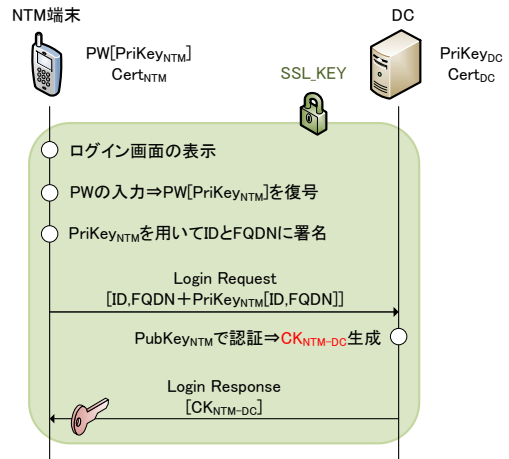 NTM端末
DC
PW[PriKeyNTM]
CertNTM
SSL_KEY
PriKeyDC
CertDC
ログイン画面の表示
PWの入力⇒PW[PriKeyNTM]を復号
PriKeyNTMを用いてIDとFQDNに署名
Login Request
[ID,FQDN＋PriKeyNTM[ID,FQDN]]
PubKeyNTMで認証⇒CKNTM-DC生成
Login Response
[CKNTM-DC]